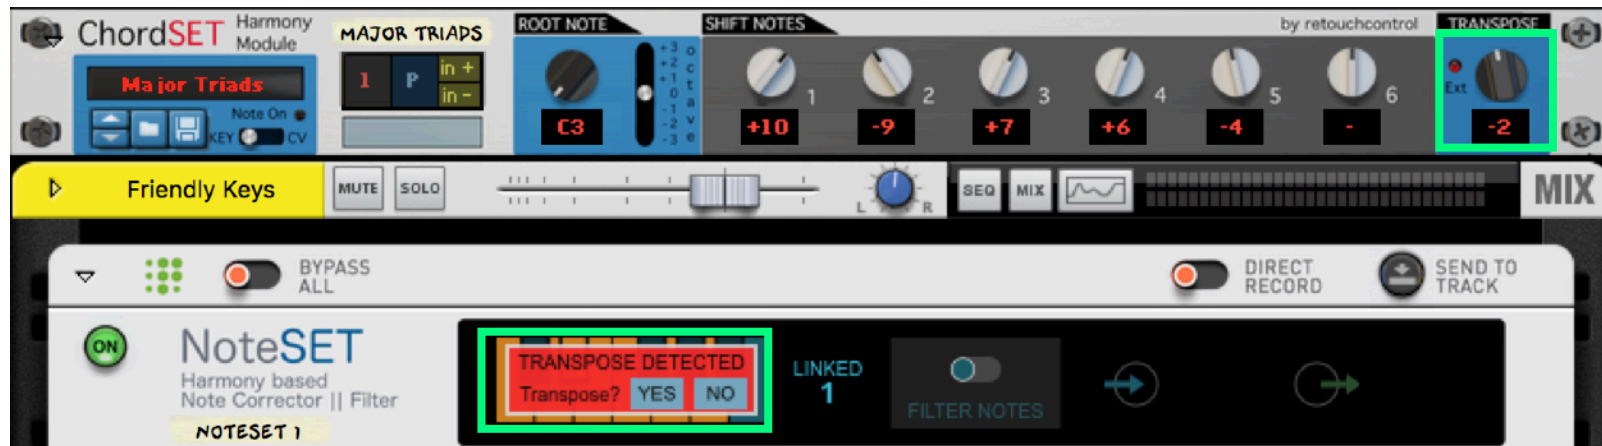 ChordSET Harmony Module
MAJOR TRIADS
ROOT NOTE
SHIFT NOTES
by retouchcontrol
TRANSPOSE
Major Triads
1 P in +
in -
Note On
KEY CV
C3
+3
+2
+1
0
-1
-2
-3
octave
1 2 3 4 5 6
+10 -9 +7 +6 -4 -
Ext
-2
Friendly Keys
MUTE SOLO
L R
SEQ MIX
MIX
BYPASS
ALL
DIRECT
RECORD
SEND TO
TRACK
ON
NoteSET
Harmony based
Note Corrector || Filter
NOTESET 1
TRANSPOSE DETECTED
Transpose? YES NO
LINKED
1
FILTER NOTES